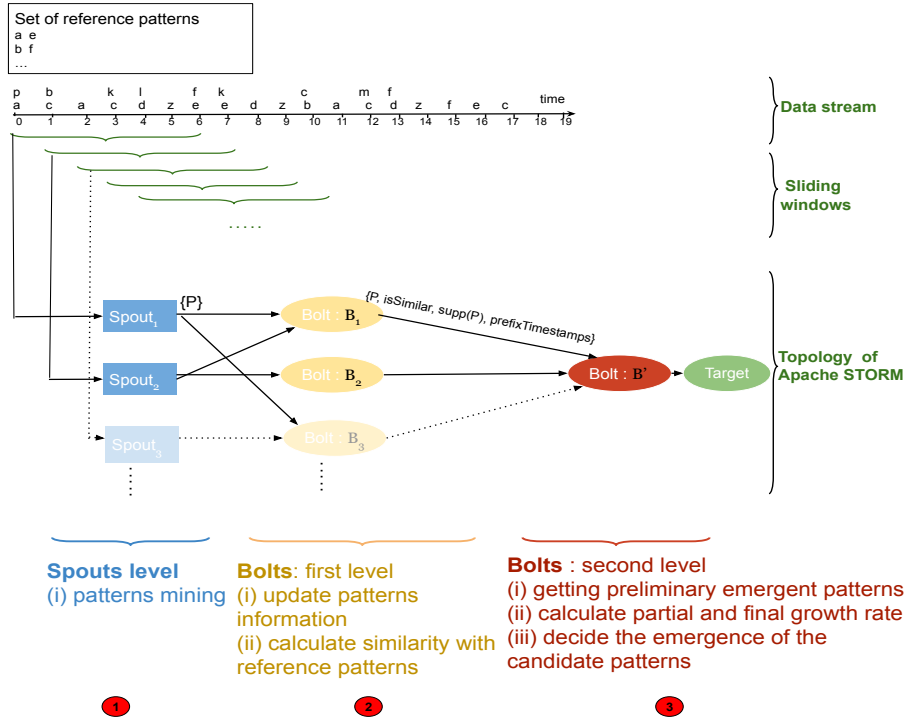 Set of reference patterns
a e
b f
...
p b k l f k c m f
a c a c d z e e d z b a c d z f e c time
0 1 2 3 4 5 6 7 8 9 10 11 12 13 14 15 16 17 18 19
Data stream
Sliding
windows
.....
{P}
{P, isSimilar, supp(P), prefixTimestamps}
Spout1
Bolt : B1
Spout2
Bolt : B2
Bolt : B'
Target
Topology of
Apache STORM
Spout3
Bolt : B3
Spouts level
(i) patterns mining
Bolts: first level
(i) update patterns
information
(ii) calculate similarity with
reference patterns
Bolts : second level
(i) getting preliminary emergent patterns
(ii) calculate partial and final growth rate
(iii) decide the emergence of the
candidate patterns
1
2
3